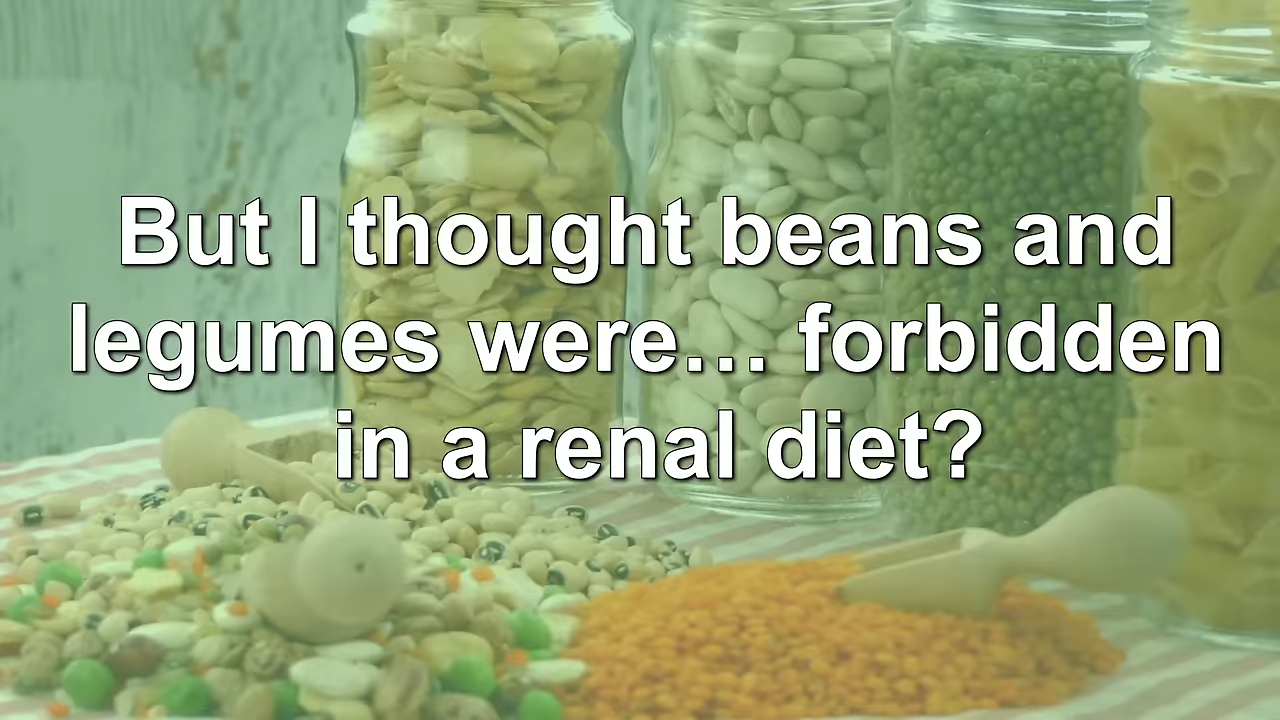 But I thought beans and
legumes were… forbidden
in a renal diet?